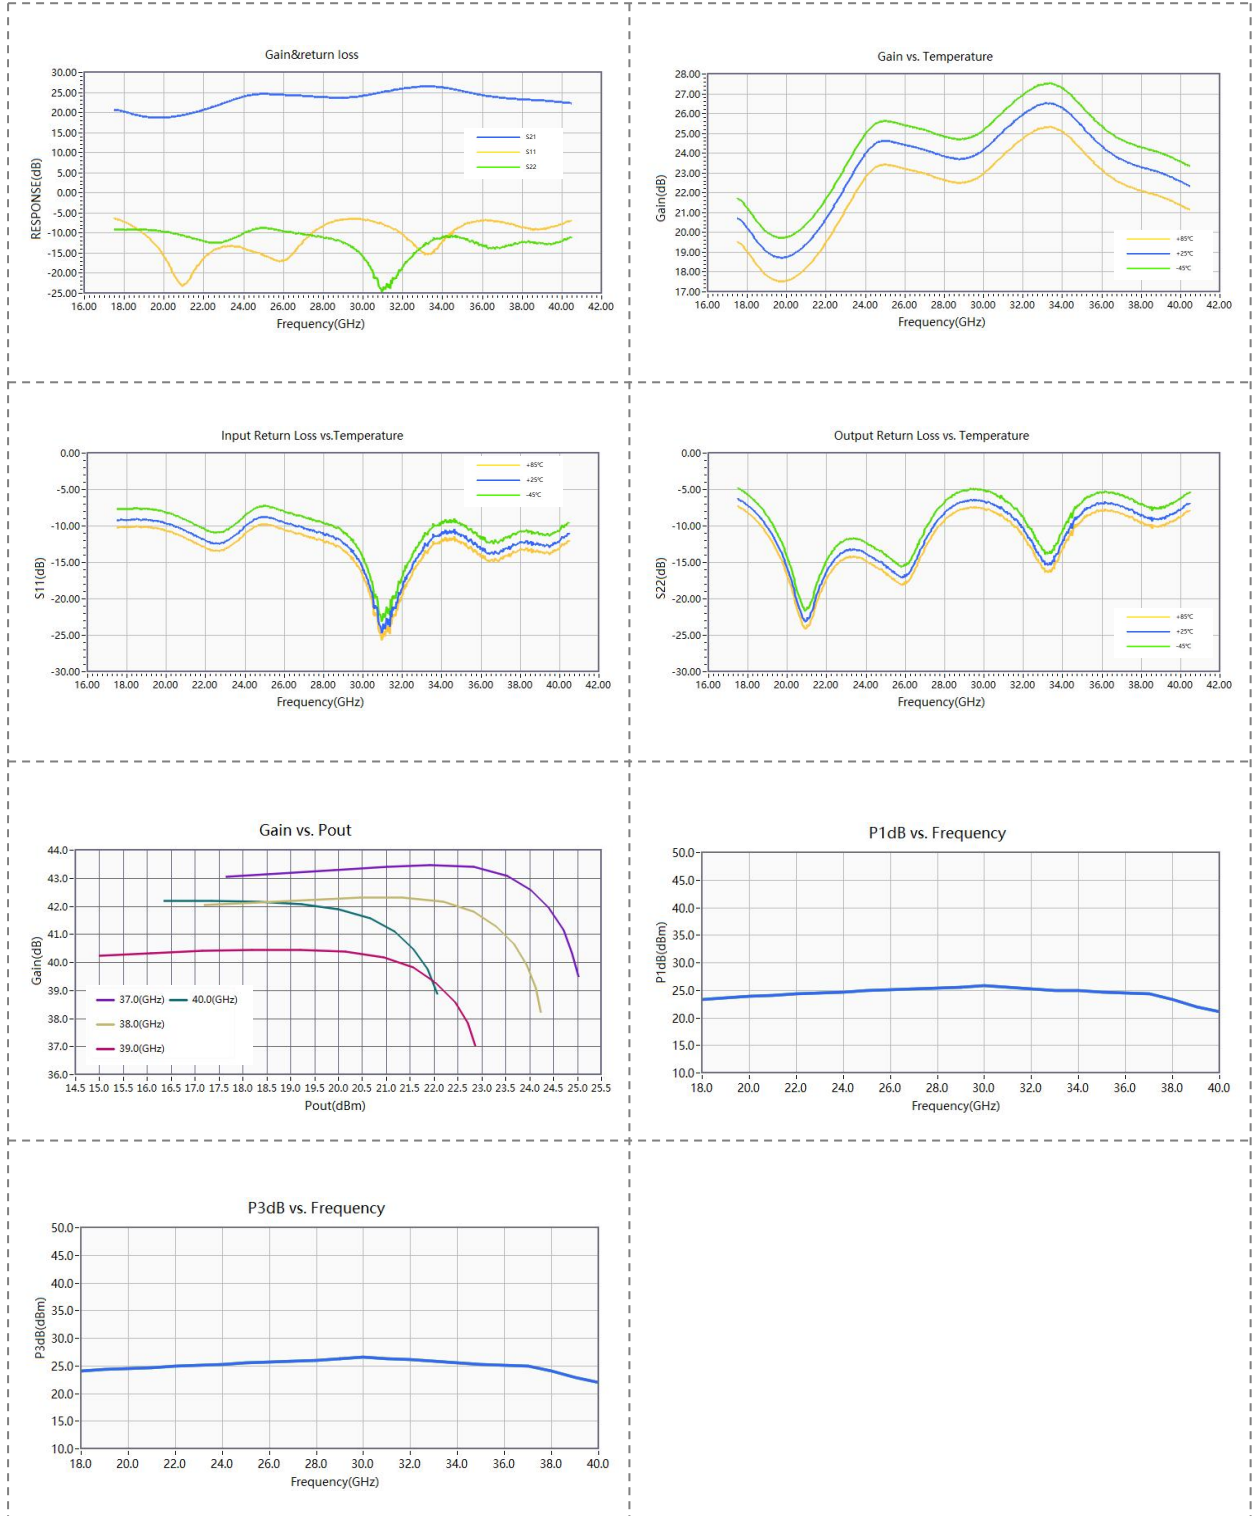 Gain&return loss
30.00
25.00
20.00
15.00
10.00
5.00
0.00
-5.00
-10.00
-15.00
-20.00
-25.00
RESPONSE(dB)
S21
S11
S22
16.00 18.00 20.00 22.00 24.00 26.00 28.00 30.00 32.00 34.00 36.00 38.00 40.00 42.00
Frequency(GHz)
Gain vs. Temperature
28.00
27.00
26.00
25.00
24.00
23.00
22.00
21.00
20.00
19.00
18.00
17.00
Gain(dB)
+85℃
+25℃
-45℃
16.00 18.00 20.00 22.00 24.00 26.00 28.00 30.00 32.00 34.00 36.00 38.00 40.00 42.00
Frequency(GHz)
Input Return Loss vs.Temperature
0.00
-5.00
-10.00
-15.00
-20.00
-25.00
-30.00
S11(dB)
+85℃
+25℃
-45℃
16.00 18.00 20.00 22.00 24.00 26.00 28.00 30.00 32.00 34.00 36.00 38.00 40.00 42.00
Frequency(GHz)
Output Return Loss vs. Temperature
0.00
-5.00
-10.00
-15.00
-20.00
-25.00
-30.00
S22(dB)
+85℃
+25℃
-45℃
16.00 18.00 20.00 22.00 24.00 26.00 28.00 30.00 32.00 34.00 36.00 38.00 40.00 42.00
Frequency(GHz)
Gain vs. Pout
44.0
43.0
42.0
41.0
40.0
39.0
38.0
37.0
36.0
Gain(dB)
37.0(GHz) 40.0(GHz)
38.0(GHz)
39.0(GHz)
14.5 15.0 15.5 16.0 16.5 17.0 17.5 18.0 18.5 19.0 19.5 20.0 20.5 21.0 21.5 22.0 22.5 23.0 23.5 24.0 24.5 25.0 25.5
Pout(dBm)
P1dB vs. Frequency
50.0
45.0
40.0
35.0
30.0
25.0
20.0
15.0
10.0
P1dB(dBm)
18.0 20.0 22.0 24.0 26.0 28.0 30.0 32.0 34.0 36.0 38.0 40.0
Frequency(GHz)
P3dB vs. Frequency
50.0
45.0
40.0
35.0
30.0
25.0
20.0
15.0
10.0
P3dB(dBm)
18.0 20.0 22.0 24.0 26.0 28.0 30.0 32.0 34.0 36.0 38.0 40.0
Frequency(GHz)